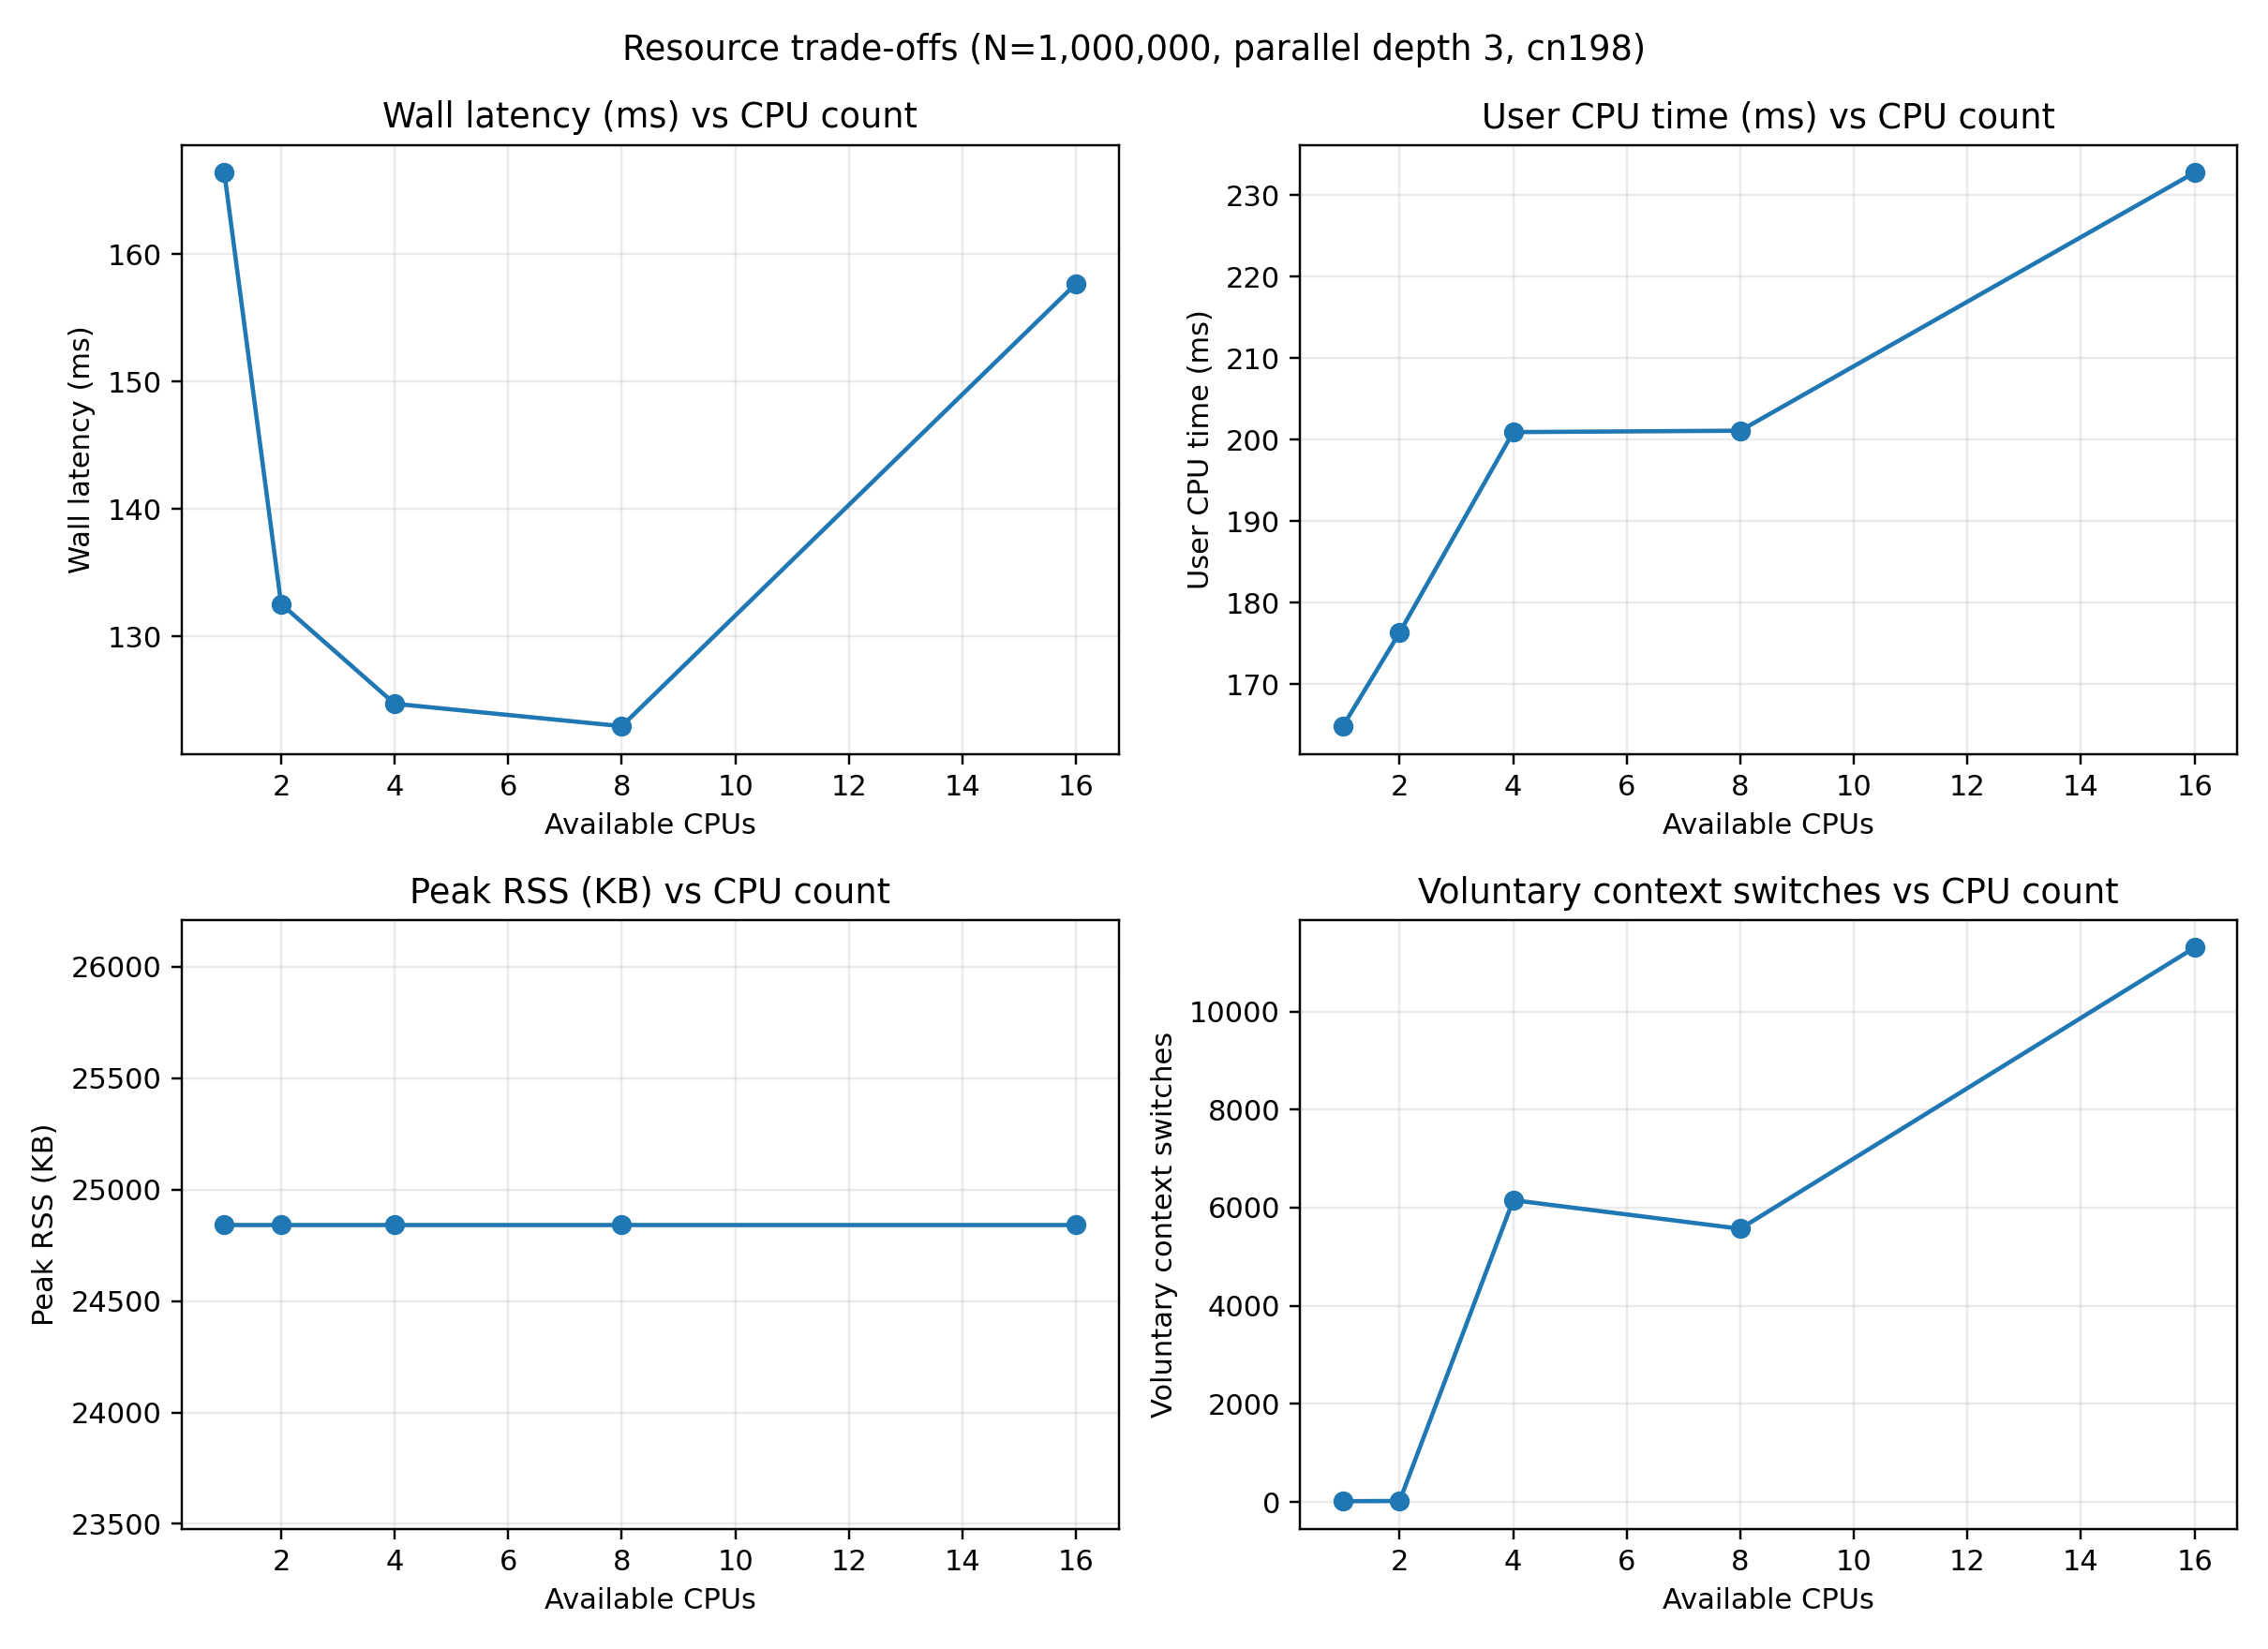 Resource trade-offs (N=1,000,000, parallel depth 3, cn198)
Wall latency (ms) vs CPU count
Wall latency (ms)
160
150
140
130
2 4 6 8 10 12 14 16
Available CPUs
User CPU time (ms) vs CPU count
User CPU time (ms)
230
220
210
200
190
180
170
2 4 6 8 10 12 14 16
Available CPUs
Peak RSS (KB) vs CPU count
Peak RSS (KB)
26000
25500
25000
24500
24000
23500
2 4 6 8 10 12 14 16
Available CPUs
Voluntary context switches vs CPU count
Voluntary context switches
10000
8000
6000
4000
2000
0
2 4 6 8 10 12 14 16
Available CPUs